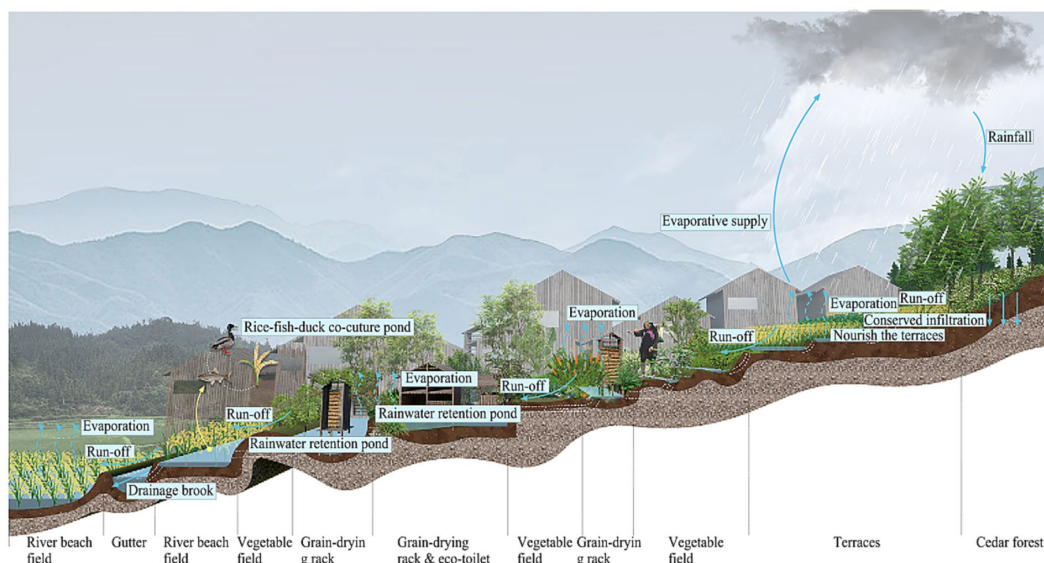 Rainfall
Evaporative supply
Evaporation
Run-off
Conserved infiltration
Nourish the terraces
Evaporation
Run-off
Rice-fish-duck co-cuture pond
Evaporation
Run-off
Rainwater retention pond
Run-off
Rainwater retention pond
Evaporation
Run-off
Drainage brook
River beach
field
Gutter
River beach
field
Vegetable
field
Grain-dryin
g rack
Grain-drying
rack & eco-toilet
Vegetable
field
Grain-dryin
g rack
Vegetable
field
Terraces
Cedar forest